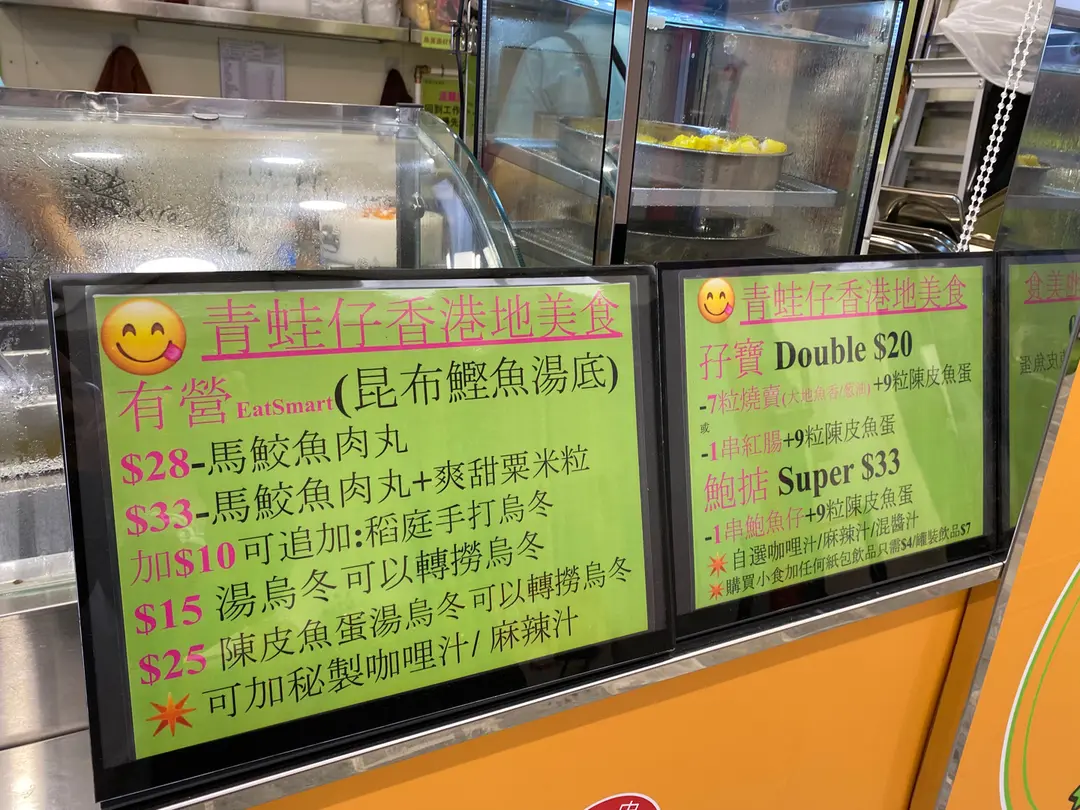 青蛙仔香港地美食
有營EatSmart(昆布鰹魚湯底)
$28-馬鮫魚肉丸
$33-馬鮫魚肉丸+爽甜粟米粒
加$10可追加:稻庭手打烏冬
$15 湯烏冬可以轉撈烏冬
$25 陳皮魚蛋湯烏冬可以轉撈烏冬
可加秘製咖哩汁/ 麻辣汁
青蛙仔香港地美食
孖寶 Double $20
-7粒燒賣(大地魚香/蔥油)+9粒陳皮魚蛋
或
-1串紅腸+9粒陳皮魚蛋
鮑掂 Super $33
-1串鮑魚仔+9粒陳皮魚蛋
自選咖哩汁/麻辣汁/混醬汁
購買小食加任何紙包飲品只需$4/罐裝飲品$7